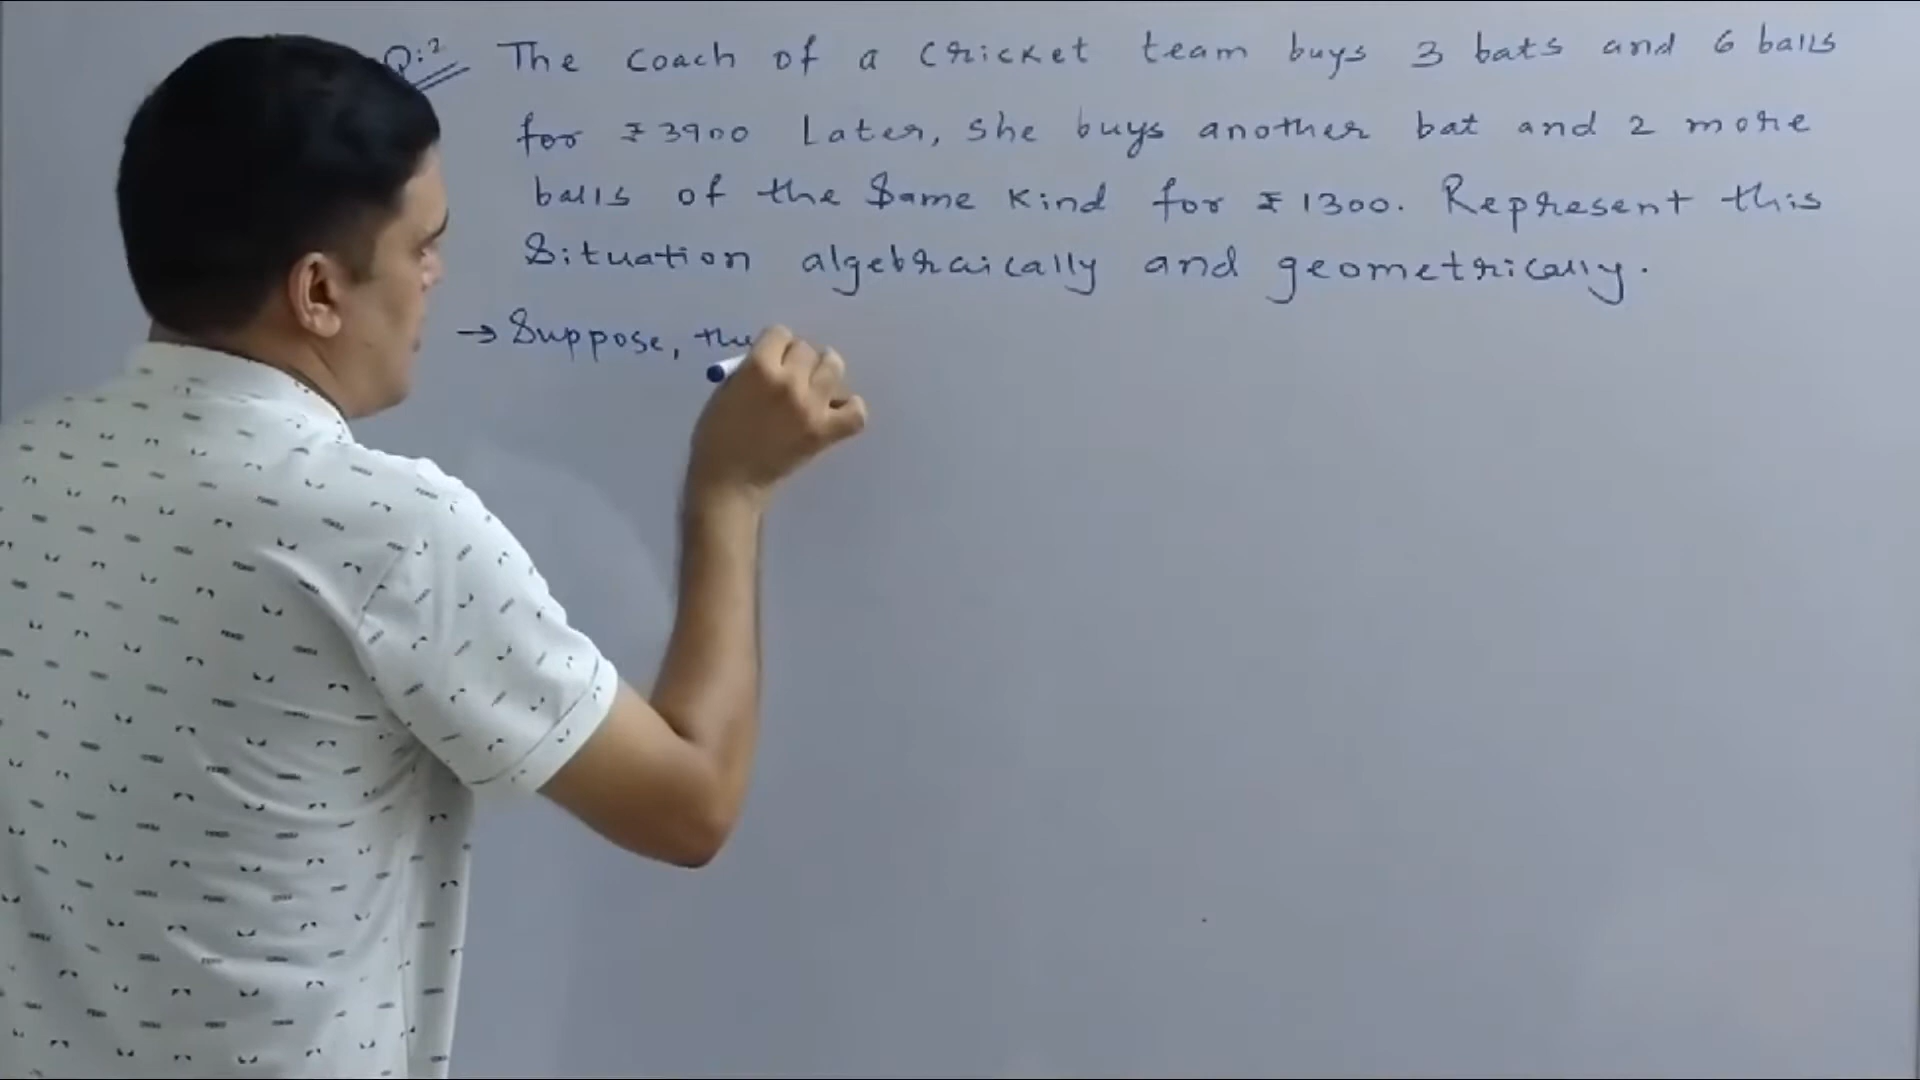 Q:2 The coach of a cricket team buys 3 bats and 6 balls
for ₹3900 Later, she buys another bat and 2 more
balls of the same kind for ₹1300. Represent this
Situation algebraically and geometrically.
→ Suppose, the